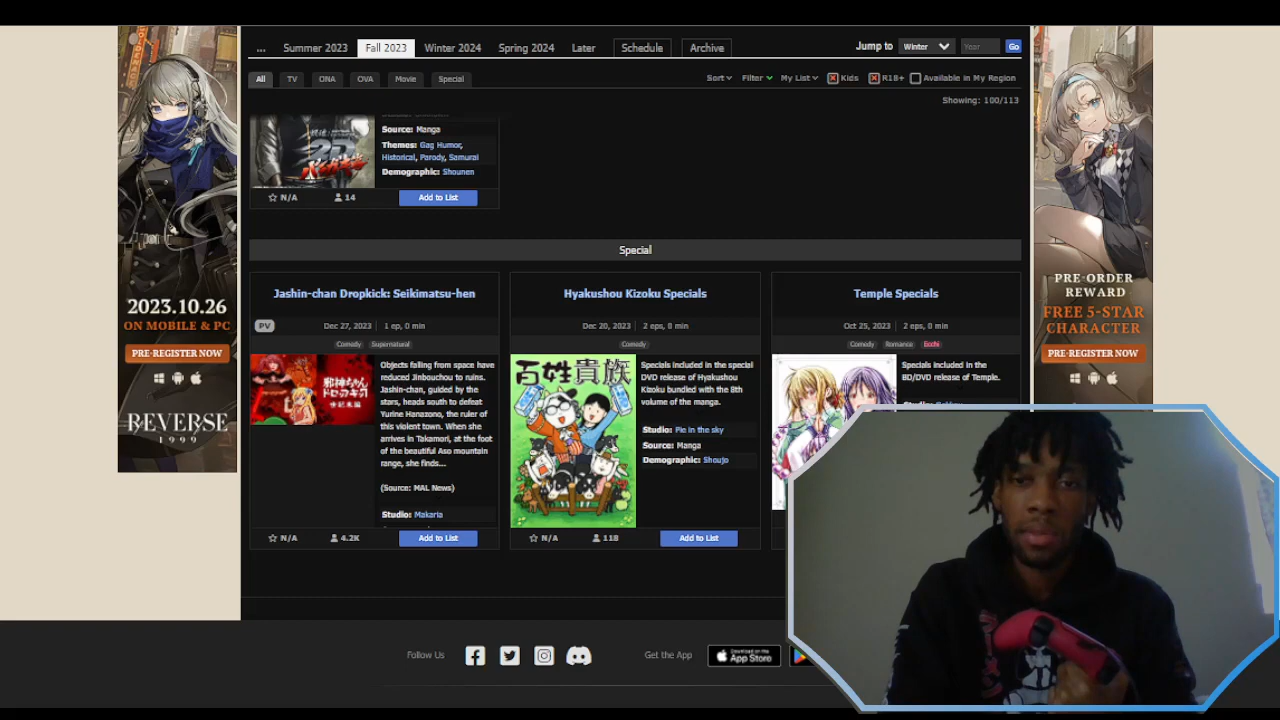 ... Summer 2023 Fall 2023 Winter 2024 Spring 2024 Later Schedule Archive Jump to Winter Year Go
All TV ONA OVA Movie Special Sort Filter My List Kids R18+ Available in My Region
Showing: 100/113
Source: Manga
Themes: Gag Humor,
Historical, Parody, Samurai
Demographic: Shounen
N/A 14 Add to List
Special
Jashin-chan Dropkick: Seikimatsu-hen
PV Dec 27, 2023 1 ep, 0 min
Comedy Supernatural
Objects falling from space have
reduced Jinbouchou to ruins.
Jashin-chan, guided by the
stars, heads south to defeat
Yurine Hanazono, the ruler of
this violent town. When she
arrives in Takamori, at the foot
of the beautiful Aso mountain
range, she finds...
(Source: MAL News)
Studio: Makaria
N/A 4.2K Add to List
Hyakushou Kizoku Specials
Dec 20, 2023 2 eps, 0 min
Comedy
百姓貴族
Specials included in the special
DVD release of Hyakushou
Kizoku bundled with the 8th
volume of the manga.
Studio: Pie in the sky
Source: Manga
Demographic: Shoujo
N/A 118 Add to List
Temple Specials
Oct 25, 2023 2 eps, 0 min
Comedy Romance Ecchi
Specials included in the
BD/DVD release of Temple.
2023.10.26
ON MOBILE & PC
PRE-REGISTER NOW
REVERSE
1999
PRE-ORDER
REWARD
FREE 5-STAR
CHARACTER
PRE-REGISTER NOW
Follow Us Get the App Download on the App Store